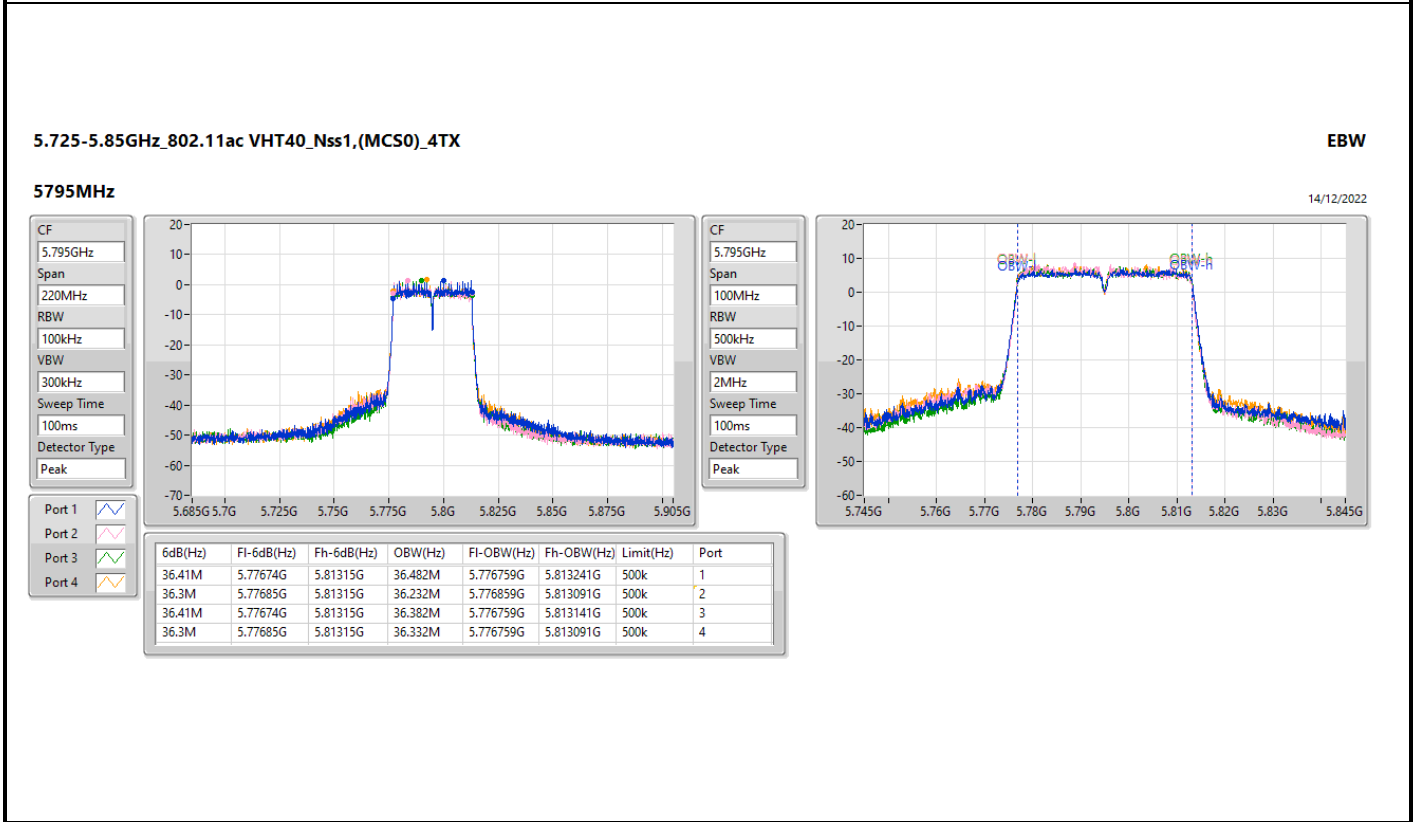 5.725-5.85GHz_802.11ac VHT40_Nss1,(MCS0)_4TX
EBW
5795MHz
14/12/2022
CF
5.795GHz
Span
220MHz
RBW
100kHz
VBW
300kHz
Sweep Time
100ms
Detector Type
Peak
Port 1
Port 2
Port 3
Port 4
20
10
0
-10
-20
-30
-40
-50
-60
-70
5.685G 5.7G 5.725G 5.75G 5.775G 5.8G 5.825G 5.85G 5.875G 5.905G
CF
5.795GHz
Span
100MHz
RBW
500kHz
VBW
2MHz
Sweep Time
100ms
Detector Type
Peak
20
10
0
-10
-20
-30
-40
-50
-60
OBW-l OBW-h
5.745G 5.76G 5.77G 5.78G 5.79G 5.8G 5.81G 5.82G 5.83G 5.845G
6dB(Hz) Fl-6dB(Hz) Fh-6dB(Hz) OBW(Hz) Fl-OBW(Hz) Fh-OBW(Hz) Limit(Hz) Port
36.41M 5.77674G 5.81315G 36.482M 5.776759G 5.813241G 500k 1
36.3M 5.77685G 5.81315G 36.232M 5.776859G 5.813091G 500k 2
36.41M 5.77674G 5.81315G 36.382M 5.776759G 5.813141G 500k 3
36.3M 5.77685G 5.81315G 36.332M 5.776759G 5.813091G 500k 4